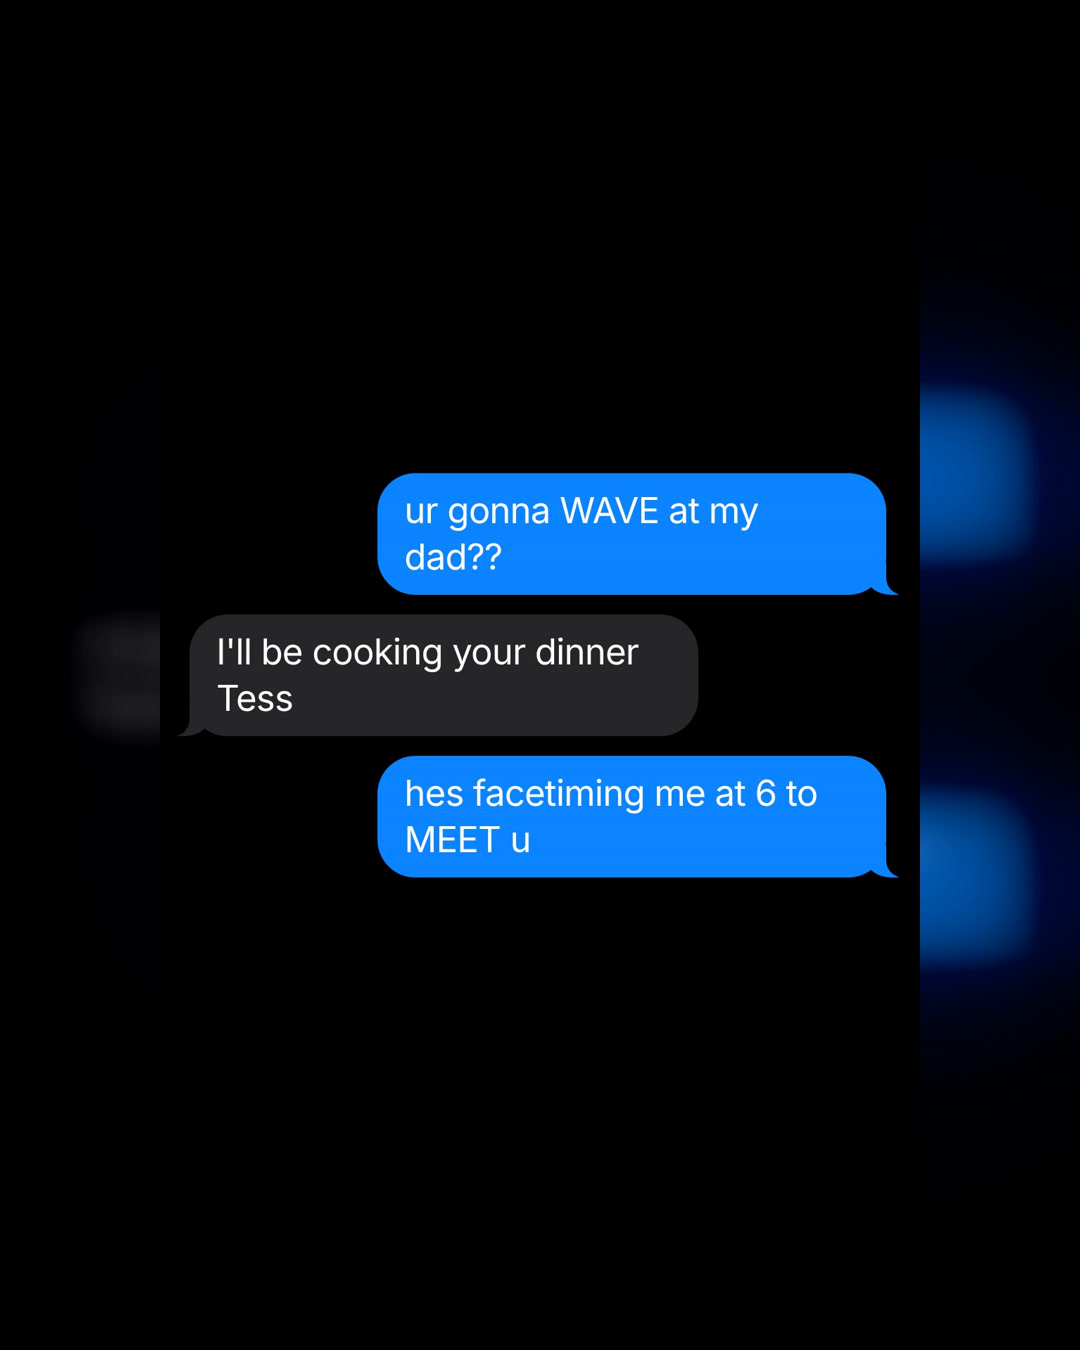 ur gonna WAVE at my
dad??
I'll be cooking your dinner
Tess
hes facetiming me at 6 to
MEET u